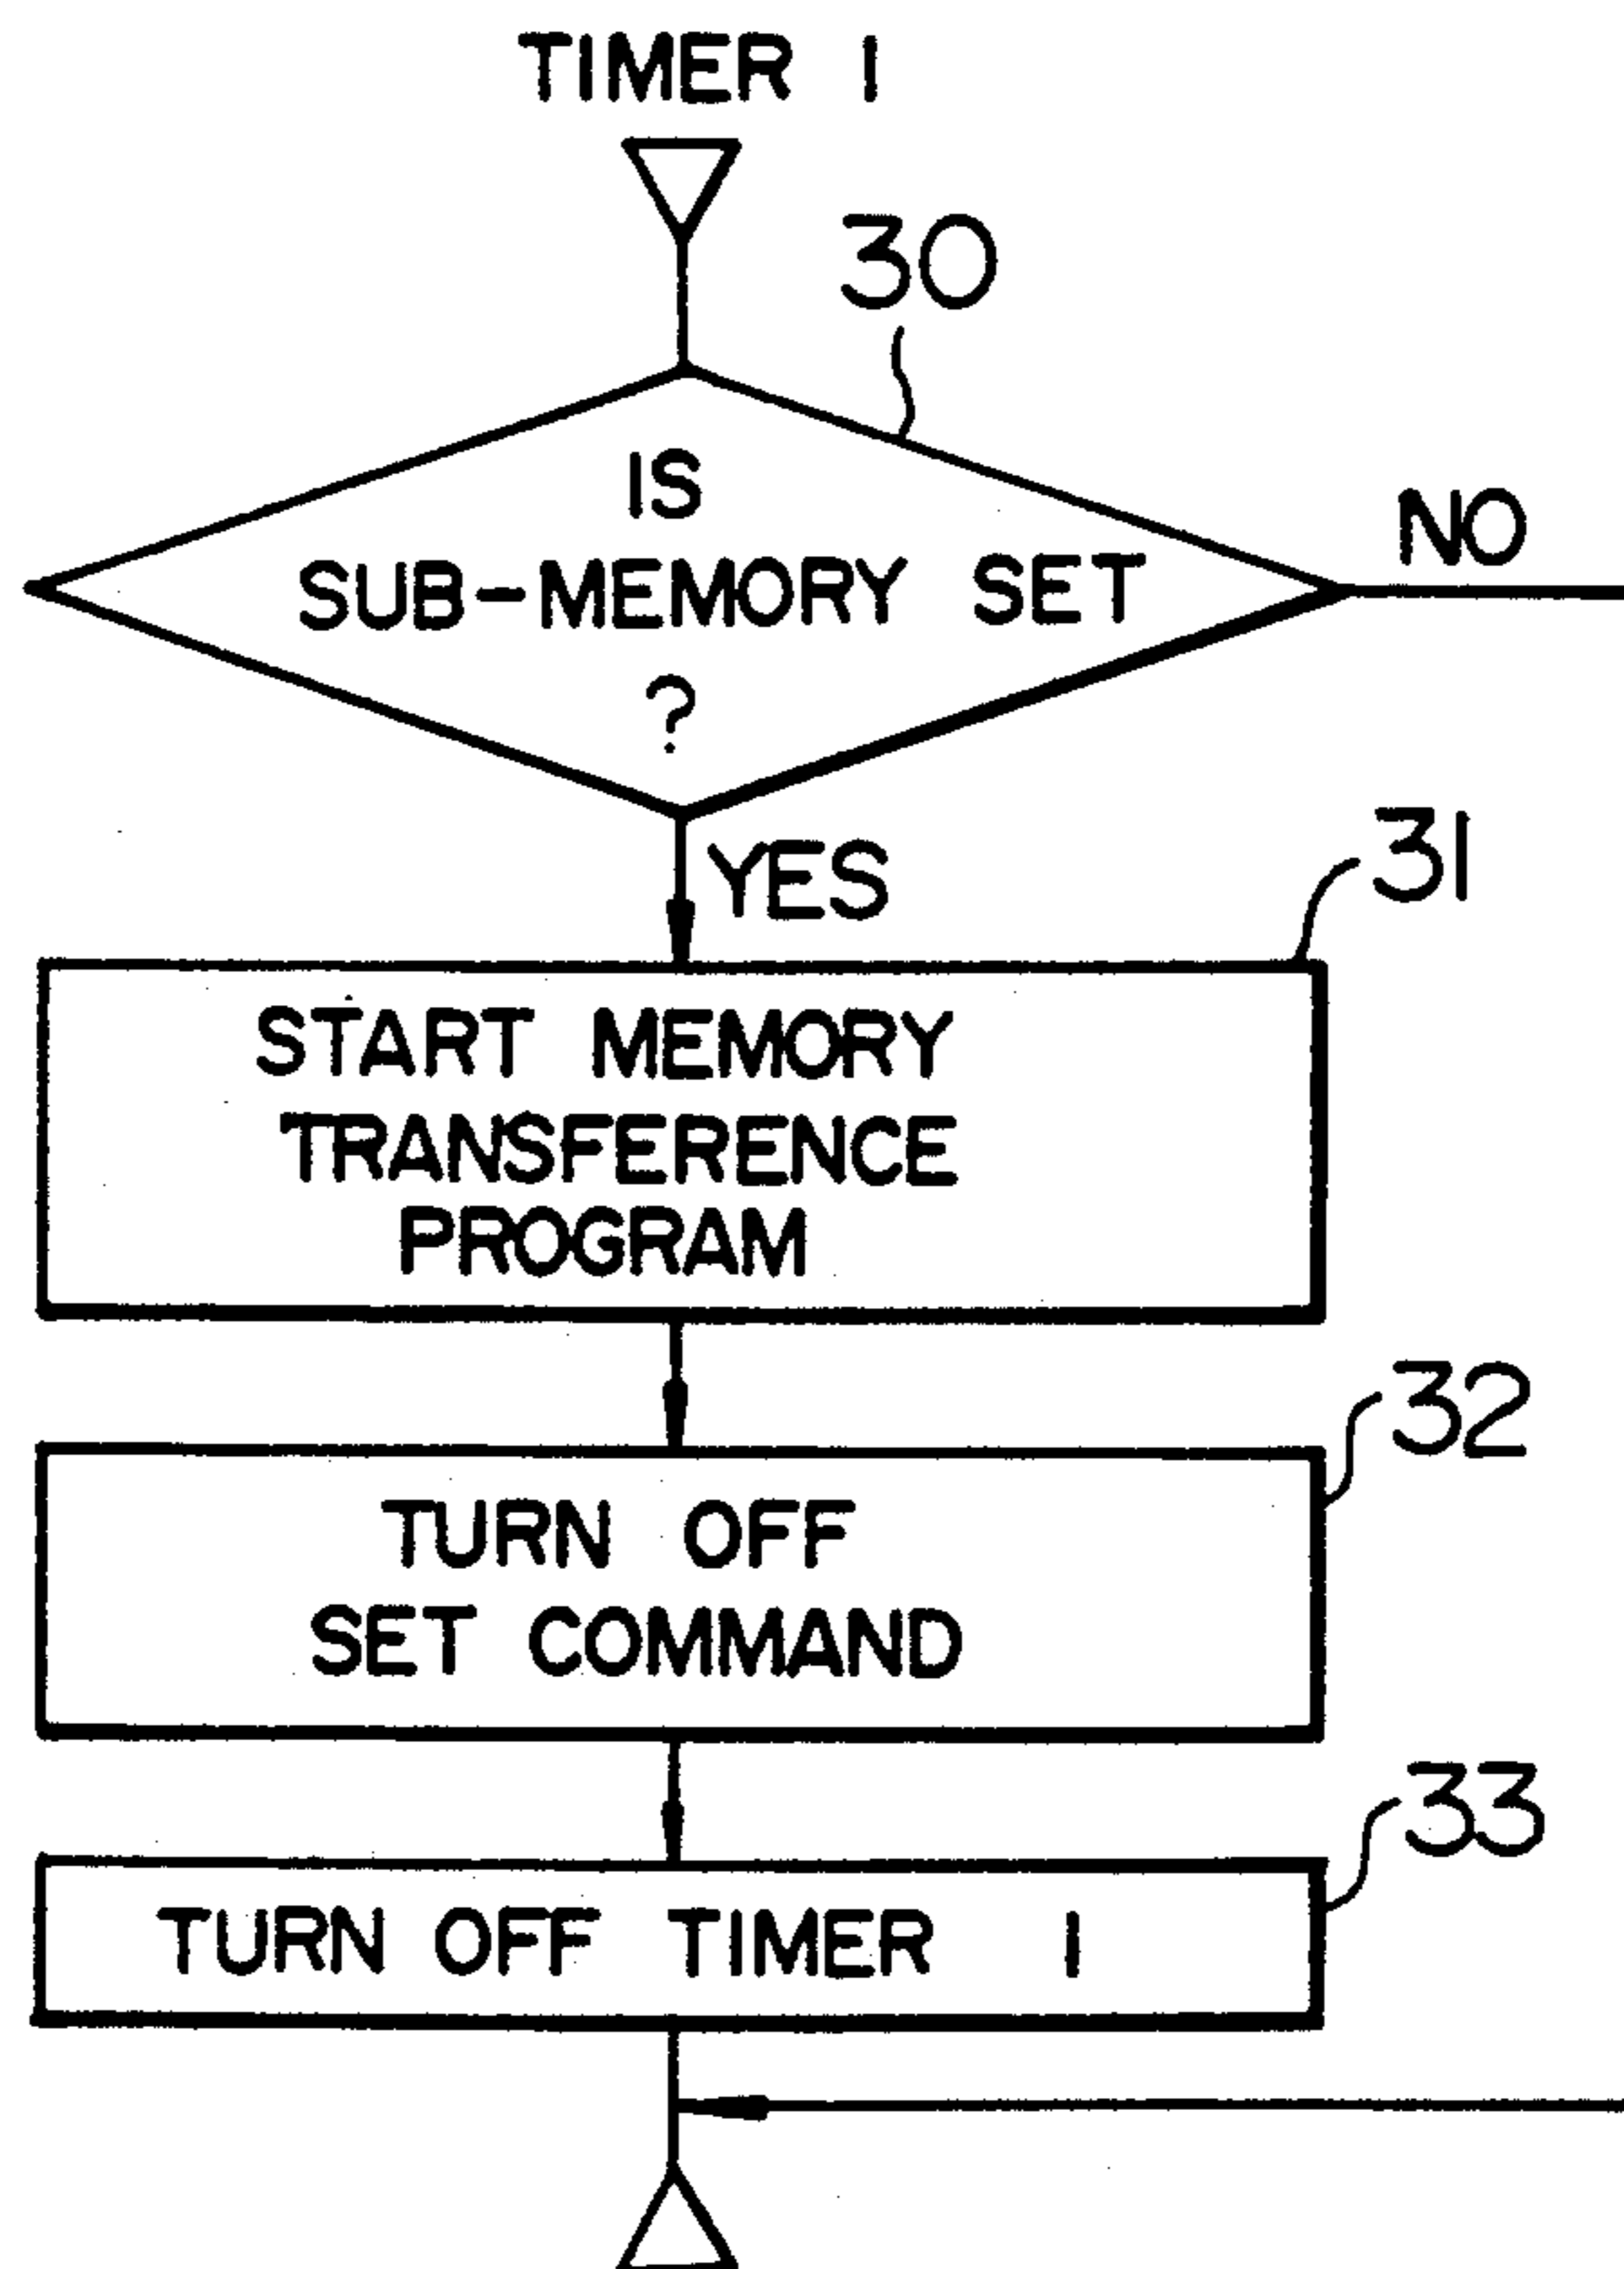 TIMER 1
30
IS
SUB-MEMORY SET
?
NO
YES
31
START MEMORY
TRANSFERENCE
PROGRAM
32
TURN OFF
SET COMMAND
33
TURN OFF TIMER 1